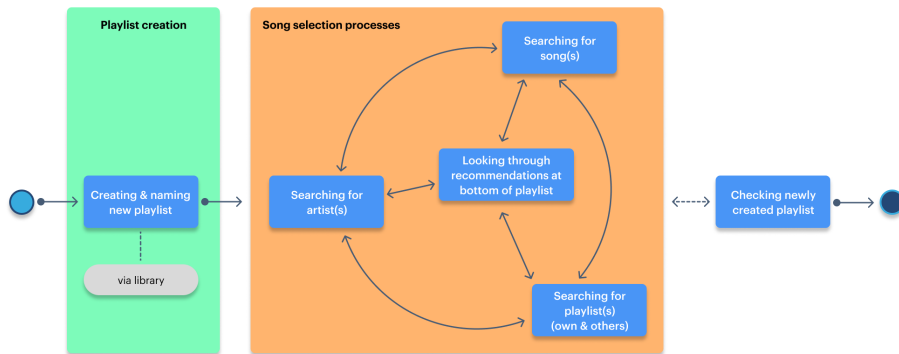 Playlist creation
Song selection processes
Searching for
song(s)
Looking through
recommendations at
bottom of playlist
Creating & naming
new playlist
Searching for
artist(s)
Checking newly
created playlist
via library
Searching for
playlist(s)
(own & others)